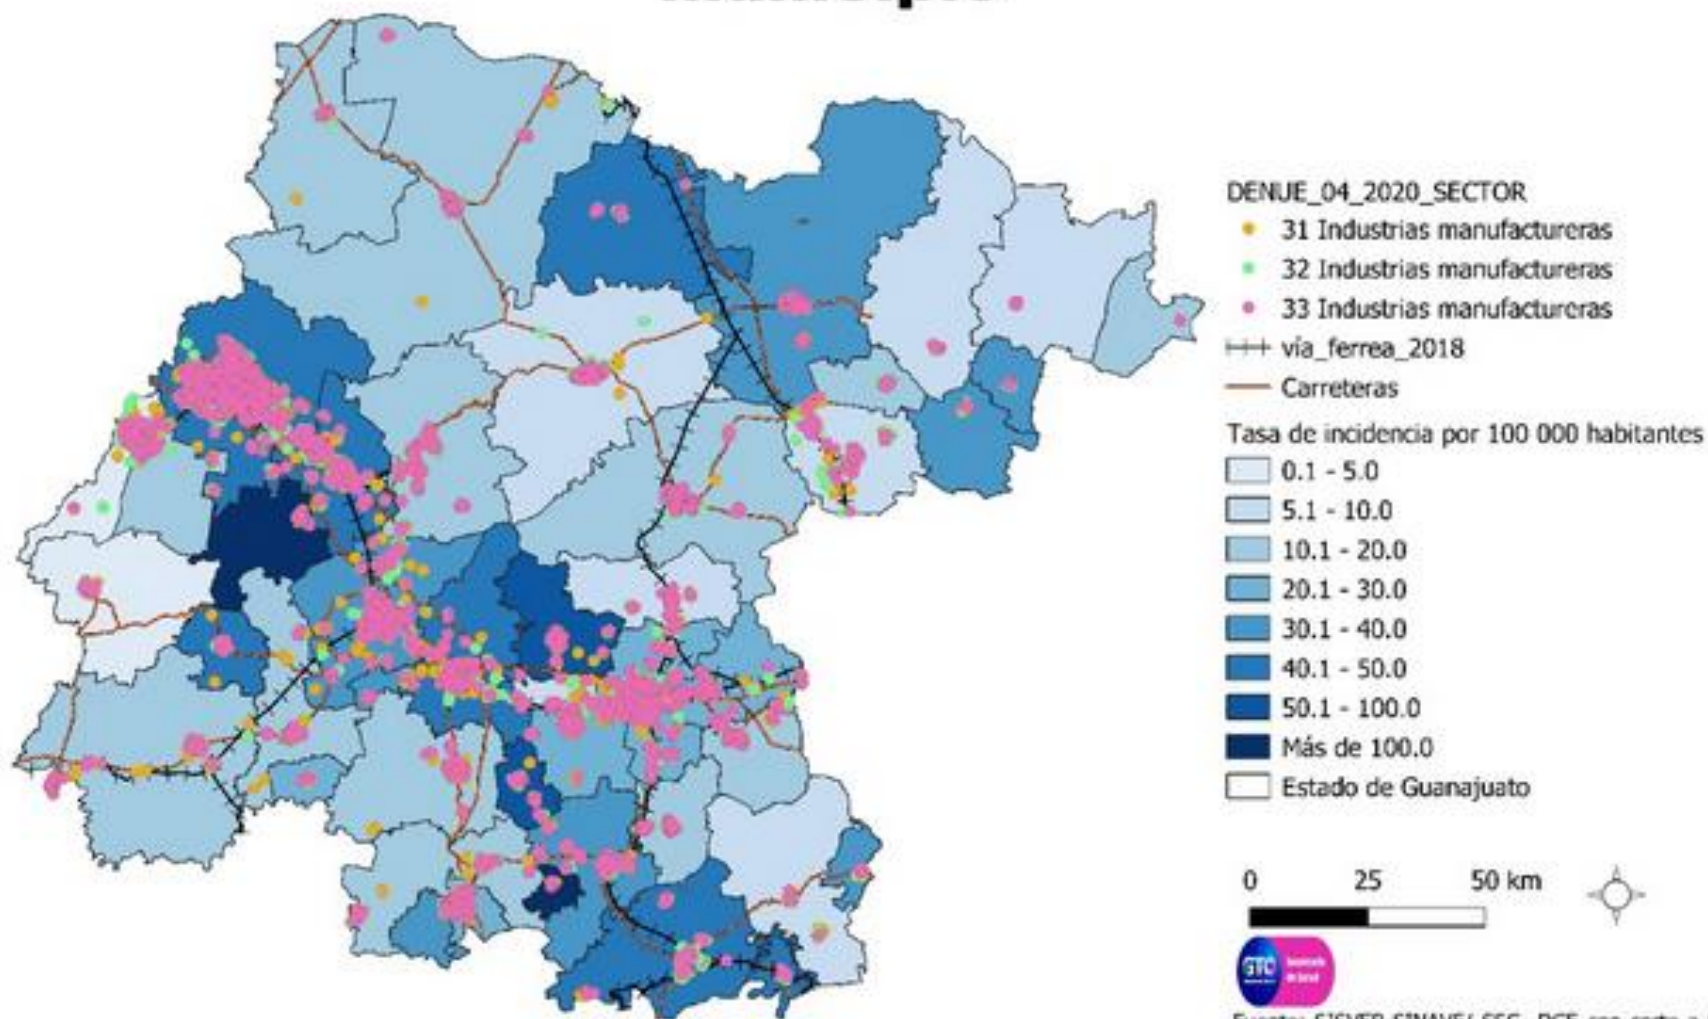 DENUE_04_2020_SECTOR
31 Industrias manufactureras
32 Industrias manufactureras
33 Industrias manufactureras
vía_ferrea_2018
Carreteras
Tasa de incidencia por 100 000 habitantes
0.1 - 5.0
5.1 - 10.0
10.1 - 20.0
20.1 - 30.0
30.1 - 40.0
40.1 - 50.0
50.1 - 100.0
Más de 100.0
Estado de Guanajuato
0 25 50 km
GTO